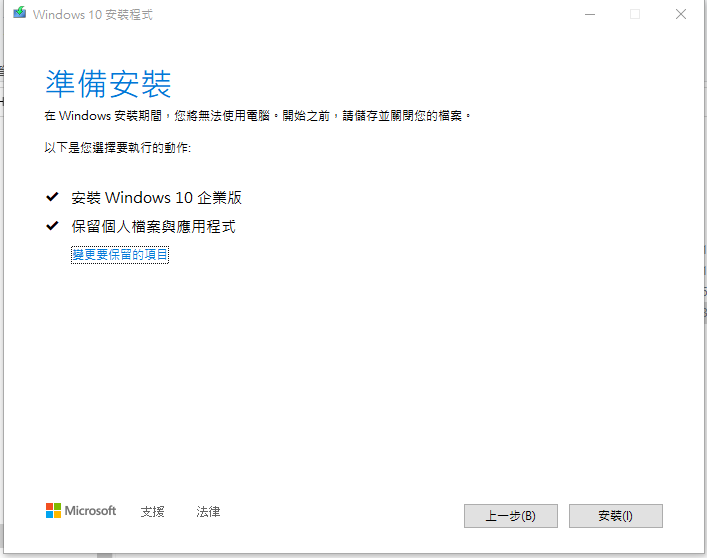 Windows 10 安裝程式
準備安裝
在 Windows 安裝期間，您將無法使用電腦。開始之前，請儲存並關閉您的檔案。
以下是您選擇要執行的動作:
安裝 Windows 10 企業版
保留個人檔案與應用程式
變更要保留的項目
Microsoft 支援 法律
上一步(B) 安裝(I)